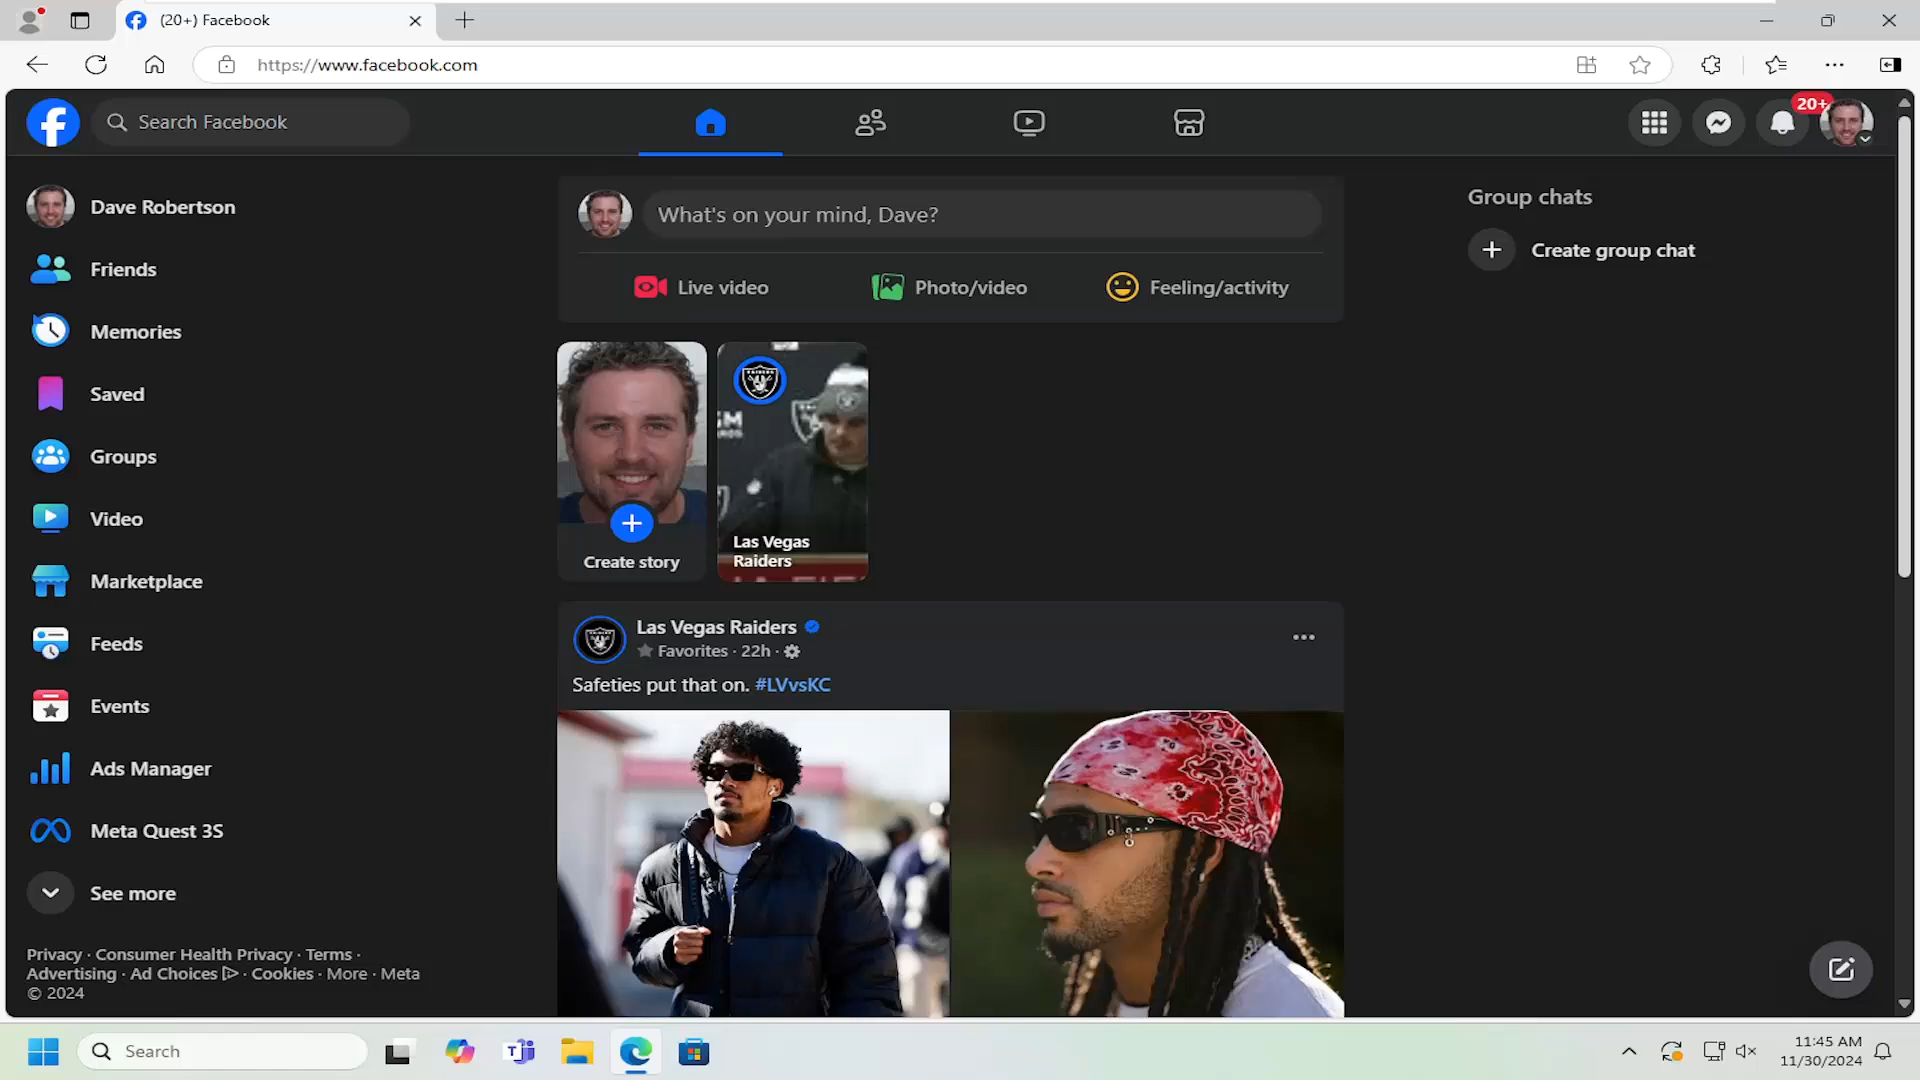 (20+) Facebook
https://www.facebook.com
Search Facebook
20+
Dave Robertson
Friends
Memories
Saved
Groups
Video
Marketplace
Feeds
Events
Ads Manager
Meta Quest 3S
See more
Privacy · Consumer Health Privacy · Terms ·
Advertising · Ad Choices · Cookies · More · Meta
© 2024
What's on your mind, Dave?
Live video
Photo/video
Feeling/activity
Create story
RAIDERS
Las Vegas
Raiders
Las Vegas Raiders
Favorites · 22h ·
Safeties put that on. #LVvsKC
Group chats
Create group chat
Search
11:45 AM
11/30/2024